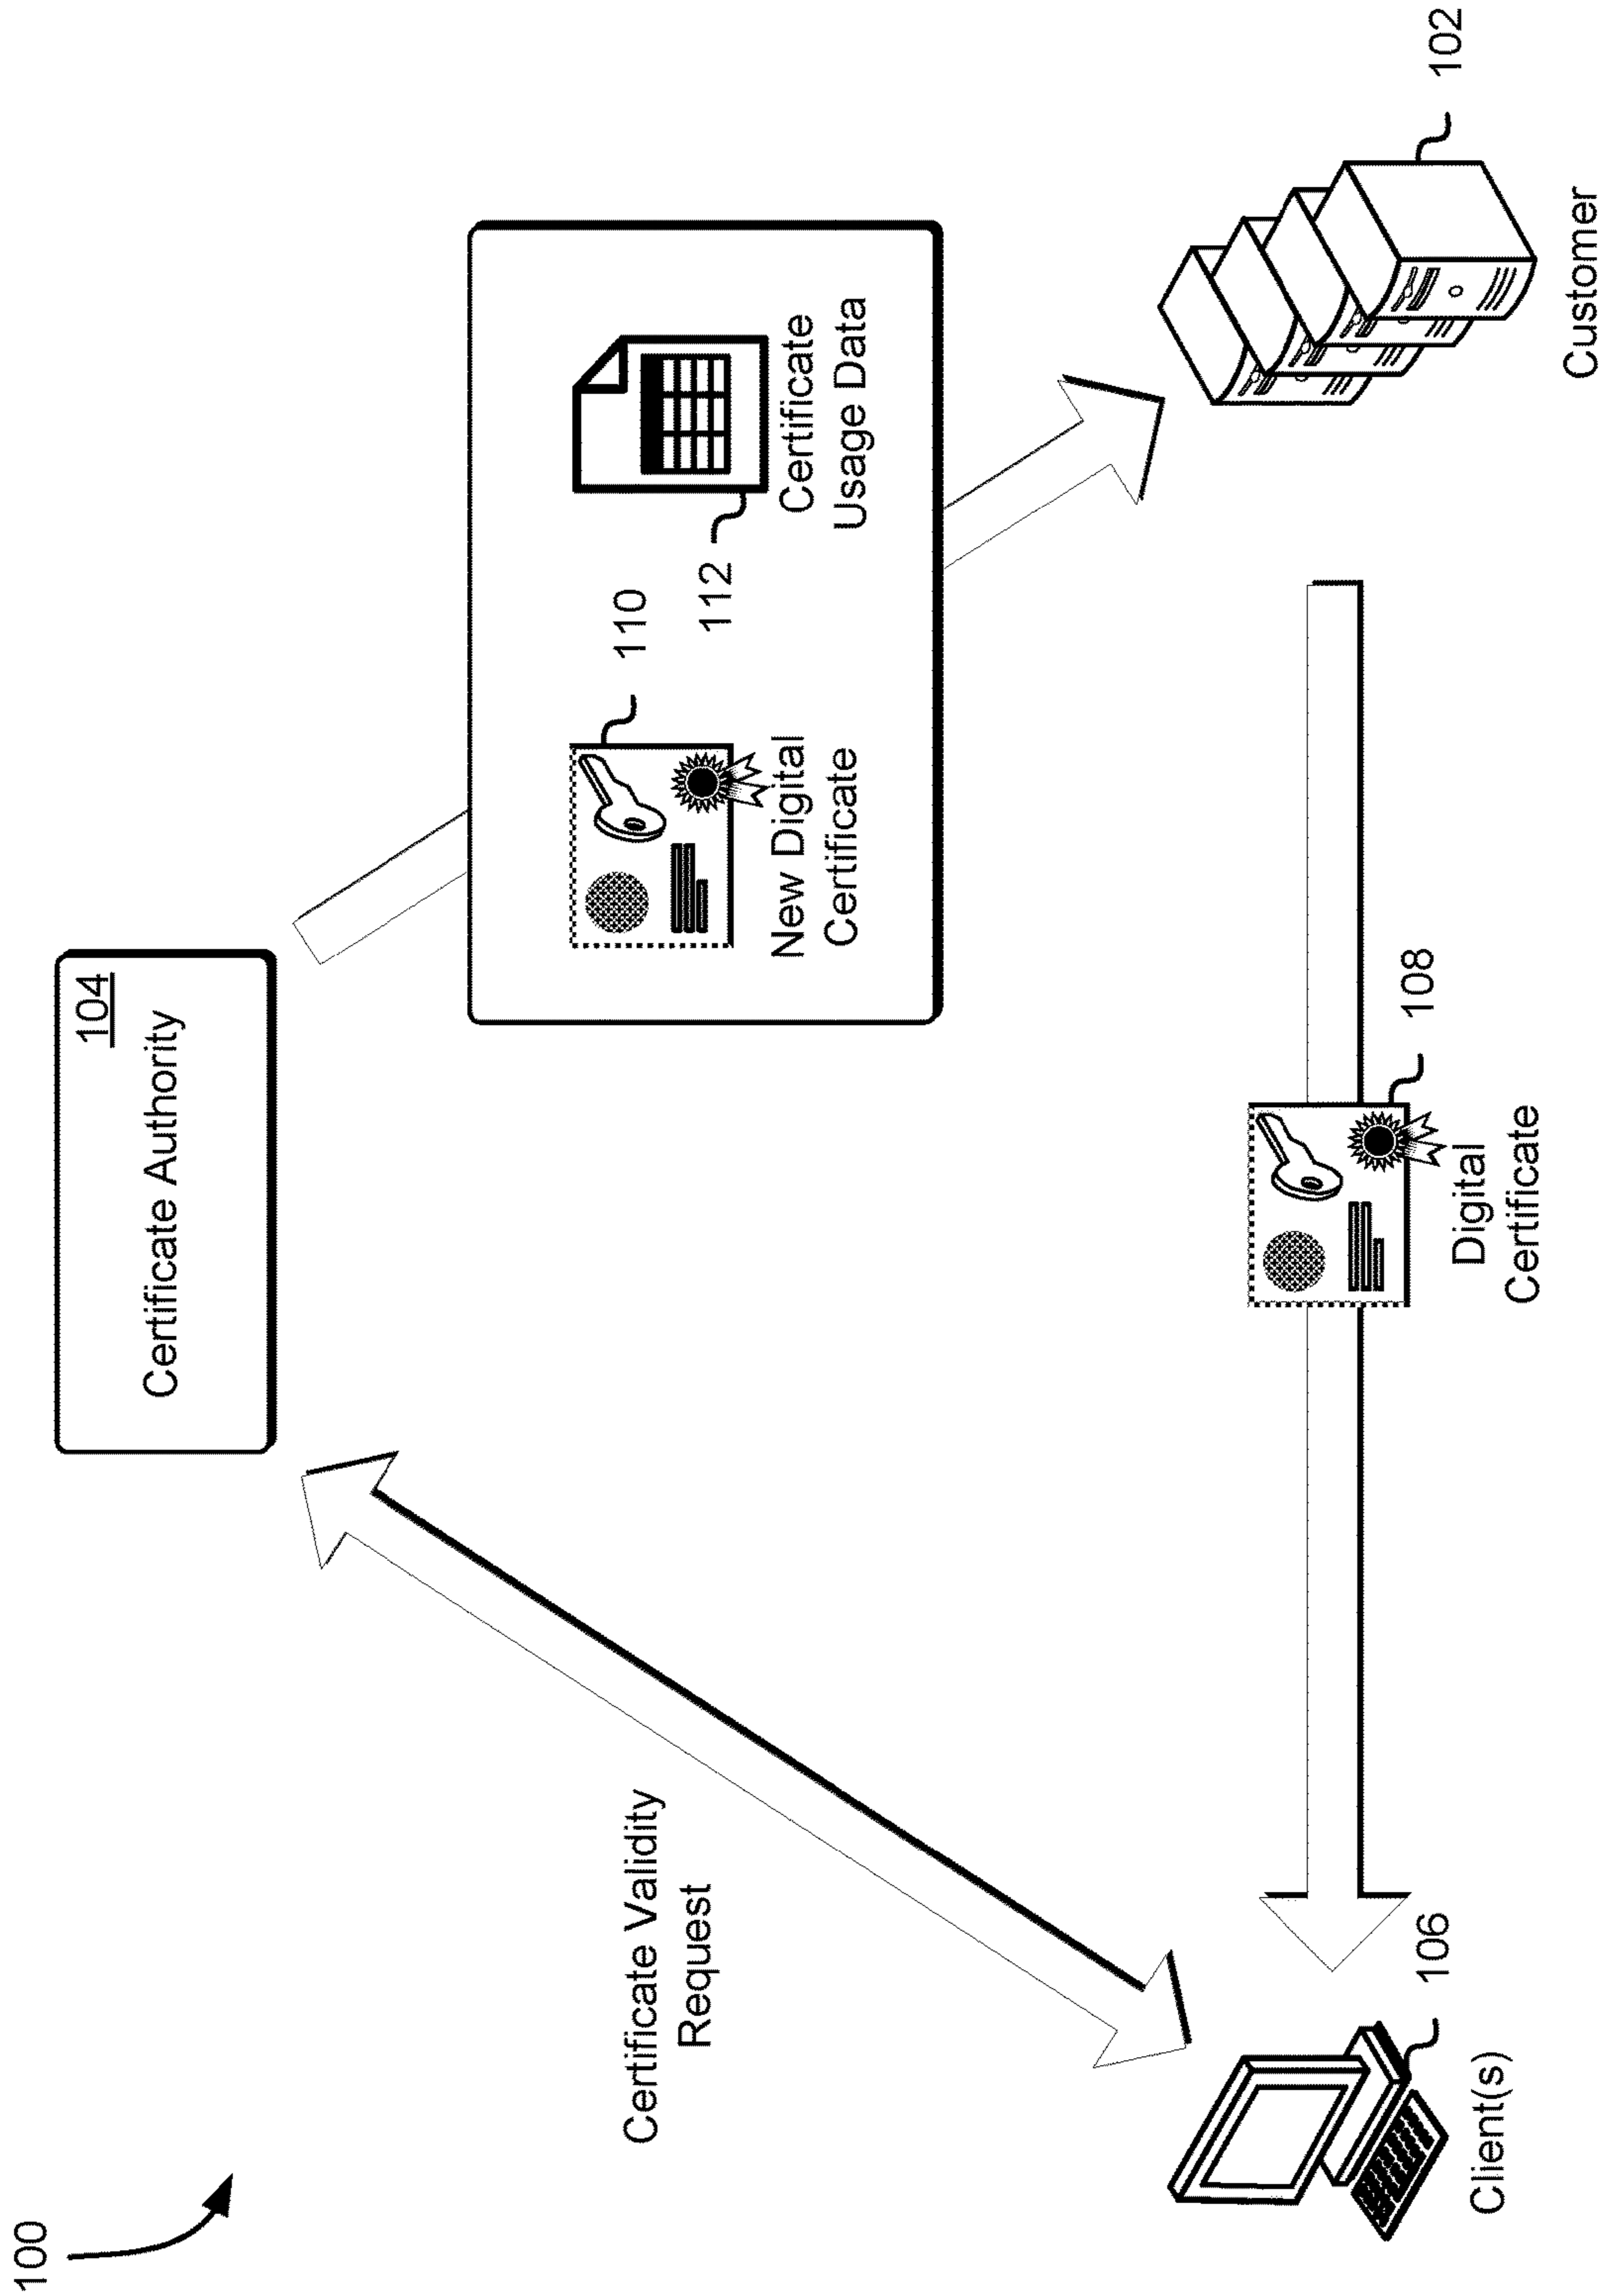 100
104
Certificate Authority
Certificate Validity
Request
110
112
New Digital
Certificate
Certificate
Usage Data
106
Client(s)
108
Digital
Certificate
102
Customer